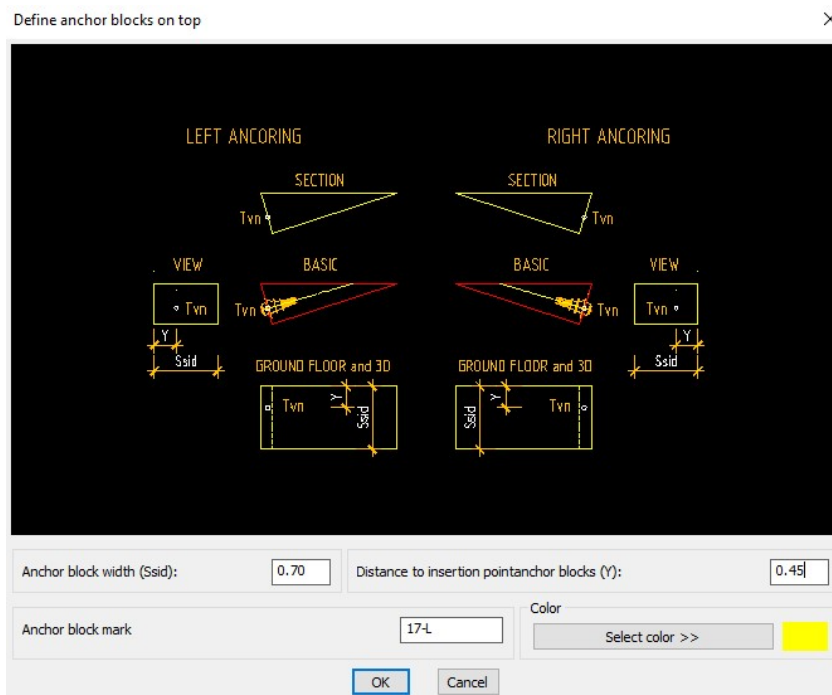 Define anchor blocks on top
LEFT ANCORING
RIGHT ANCORING
SECTION
SECTION
Tvn
Tvn
VIEW
BASIC
BASIC
VIEW
Tvn
Tvn
Tvn
Tvn
Y
Y
Ssid
Ssid
GROUND FLOOR and 3D
GROUND FLOOR and 3D
Tvn
Y
Ssid
Ssid
Y
Tvn
Anchor block width (Ssid):
0.70
Distance to insertion pointanchor blocks (Y):
0.45
Anchor block mark
17-L
Color
Select color >>
OK
Cancel